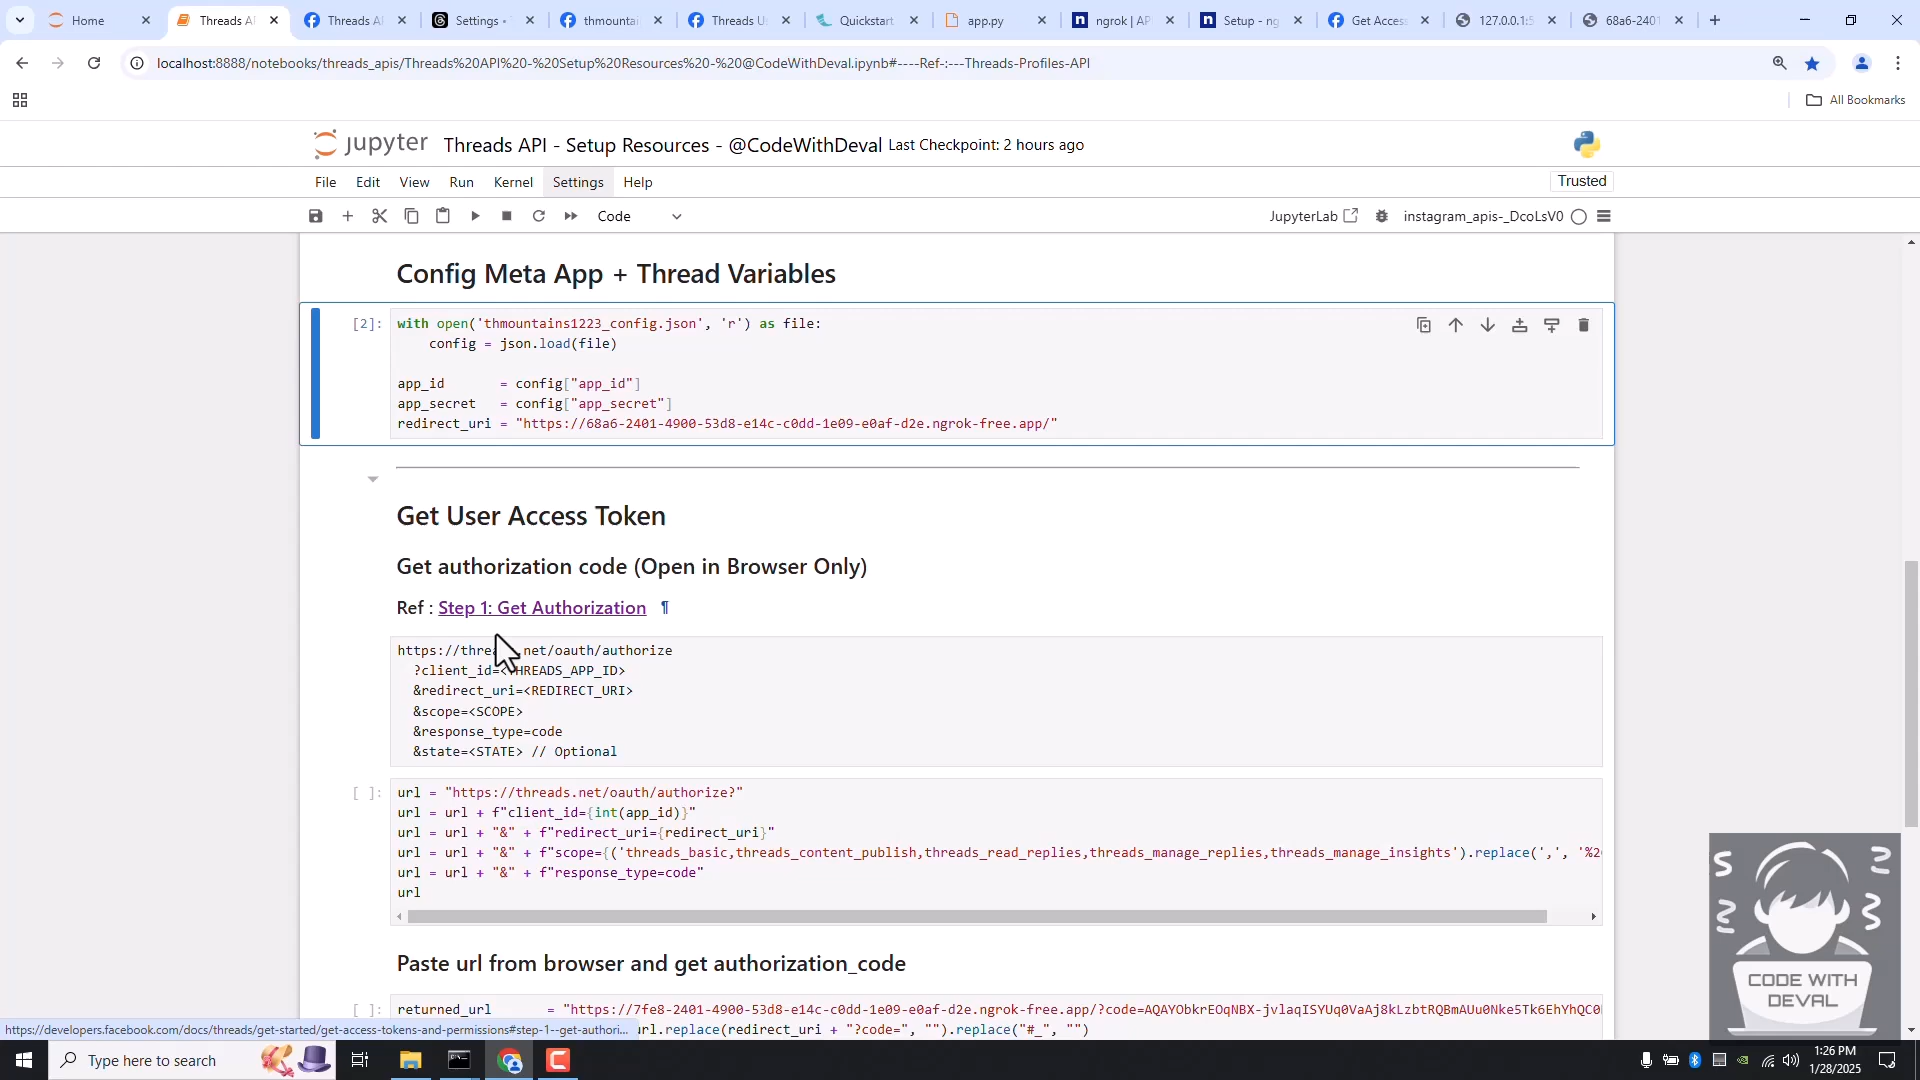 Home
Threads A
Threads A
Settings •
thmountai
Threads U
Quickstart
app.py
ngrok | AP
Setup - ng
Get Access
127.0.0.1:5
68a6-2401
localhost:8888/notebooks/threads_apis/Threads%20API%20-%20Setup%20Resources%20-%20@CodeWithDeval.ipynb#----Ref-:---Threads-Profiles-API
All Bookmarks
jupyter Threads API - Setup Resources - @CodeWithDeval Last Checkpoint: 2 hours ago
File Edit View Run Kernel Settings Help
Trusted
Code
JupyterLab
instagram_apis-_DcoLsV0
Config Meta App + Thread Variables
[2]: with open('thmountains1223_config.json', 'r') as file:
config = json.load(file)
app_id = config["app_id"]
app_secret = config["app_secret"]
redirect_uri = "https://68a6-2401-4900-53d8-e14c-c0dd-1e09-e0af-d2e.ngrok-free.app/"
Get User Access Token
Get authorization code (Open in Browser Only)
Ref : Step 1: Get Authorization ¶
https://threads.net/oauth/authorize
?client_id=<THREADS_APP_ID>
&redirect_uri=<REDIRECT_URI>
&scope=<SCOPE>
&response_type=code
&state=<STATE> // Optional
[ ]: url = "https://threads.net/oauth/authorize?"
url = url + f"client_id={int(app_id)}"
url = url + "&" + f"redirect_uri={redirect_uri}"
url = url + "&" + f"scope={('threads_basic,threads_content_publish,threads_read_replies,threads_manage_replies,threads_manage_insights').replace(',', '%2
url = url + "&" + f"response_type=code"
url
Paste url from browser and get authorization_code
[ ]: returned_url = "https://7fe8-2401-4900-53d8-e14c-c0dd-1e09-e0af-d2e.ngrok-free.app/?code=AQAYObkrEOqNBX-jvlaqISYUq0VaAj8kLzbtRQBmAUu0Nke5Tk6EhYhQC0
https://developers.facebook.com/docs/threads/get-started/get-access-tokens-and-permissions#step-1--get-authori...
url.replace(redirect_uri + "?code=", "").replace("#_", "")
CODE WITH
DEVAL
Type here to search
1:26 PM
1/28/2025